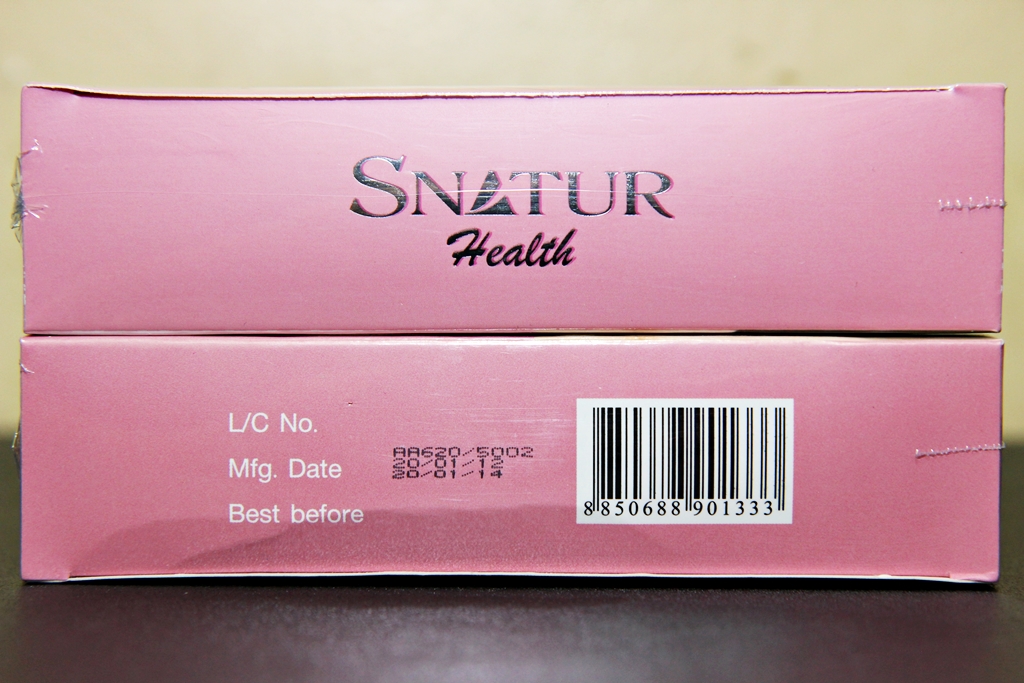 SNATUR
Health
L/C No.
AA620/5002
Mfg. Date
20/01/12
20/01/14
Best before
8 850688 901333